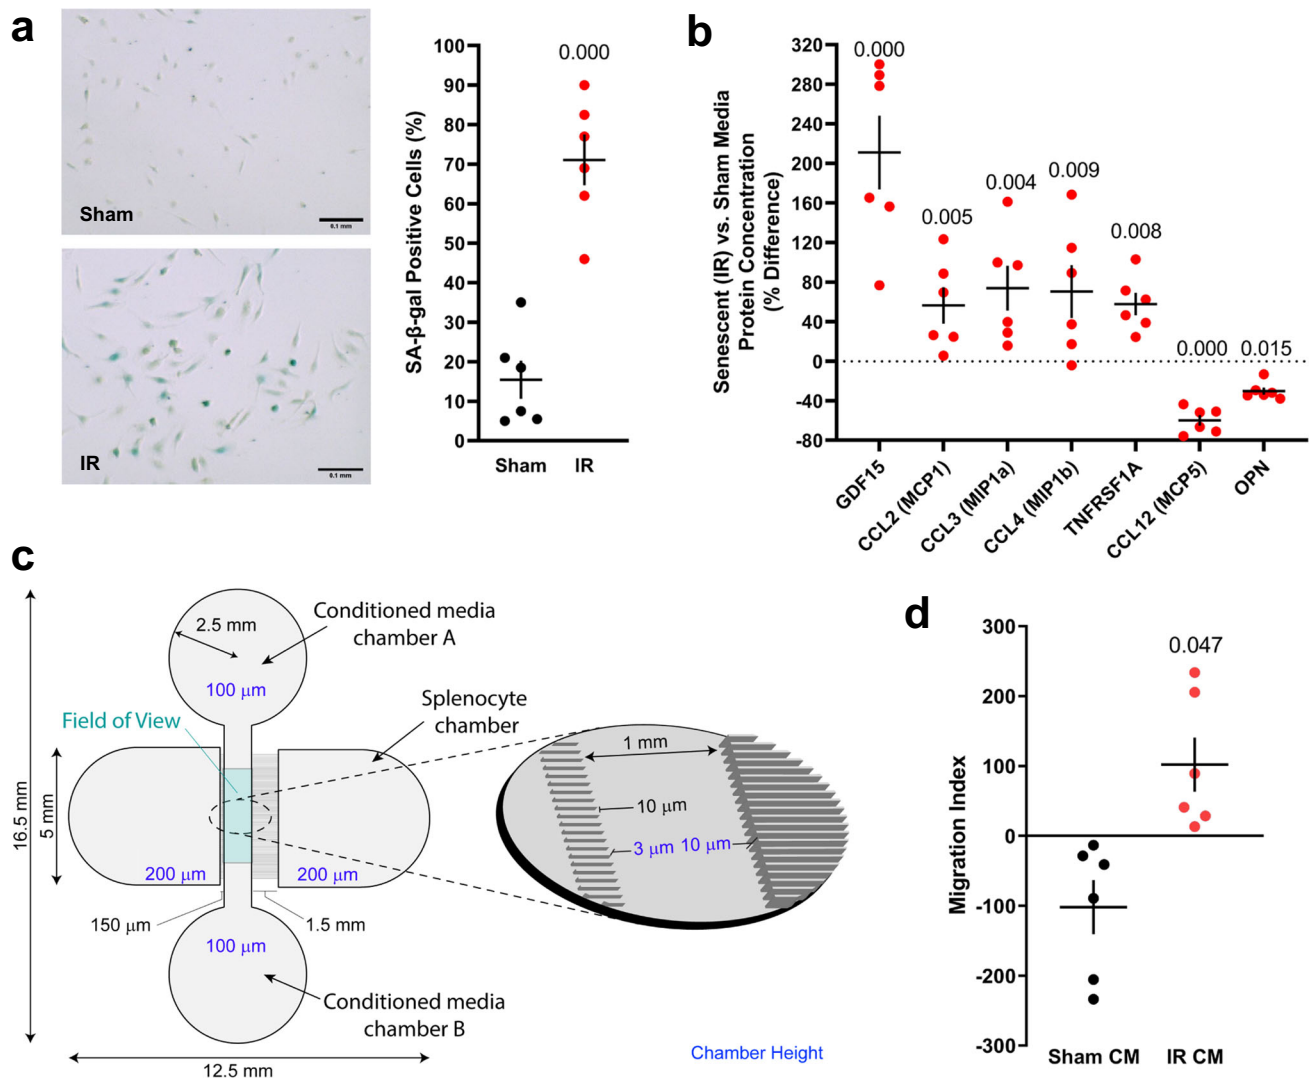 a
Sham
0.1 mm
IR
0.1 mm
SA-β-gal Positive Cells (%)
100
90
80
70
60
50
40
30
20
10
0
0.000
Sham
IR
b
Senescent (IR) vs. Sham Media
Protein Concentration
(% Difference)
320
280
240
200
160
120
80
40
0
-40
-80
0.000
0.005
0.004
0.009
0.008
0.000
0.015
GDF15
CCL2 (MCP1)
CCL3 (MIP1a)
CCL4 (MIP1b)
TNFRSF1A
CCL12 (MCP5)
OPN
c
16.5 mm
5 mm
2.5 mm
100 μm
Conditioned media
chamber A
Field of View
Splenocyte
chamber
200 μm
200 μm
150 μm
1.5 mm
100 μm
Conditioned media
chamber B
12.5 mm
1 mm
10 μm
3 μm
10 μm
Chamber Height
d
Migration Index
300
200
100
0
-100
-200
-300
0.047
Sham CM
IR CM